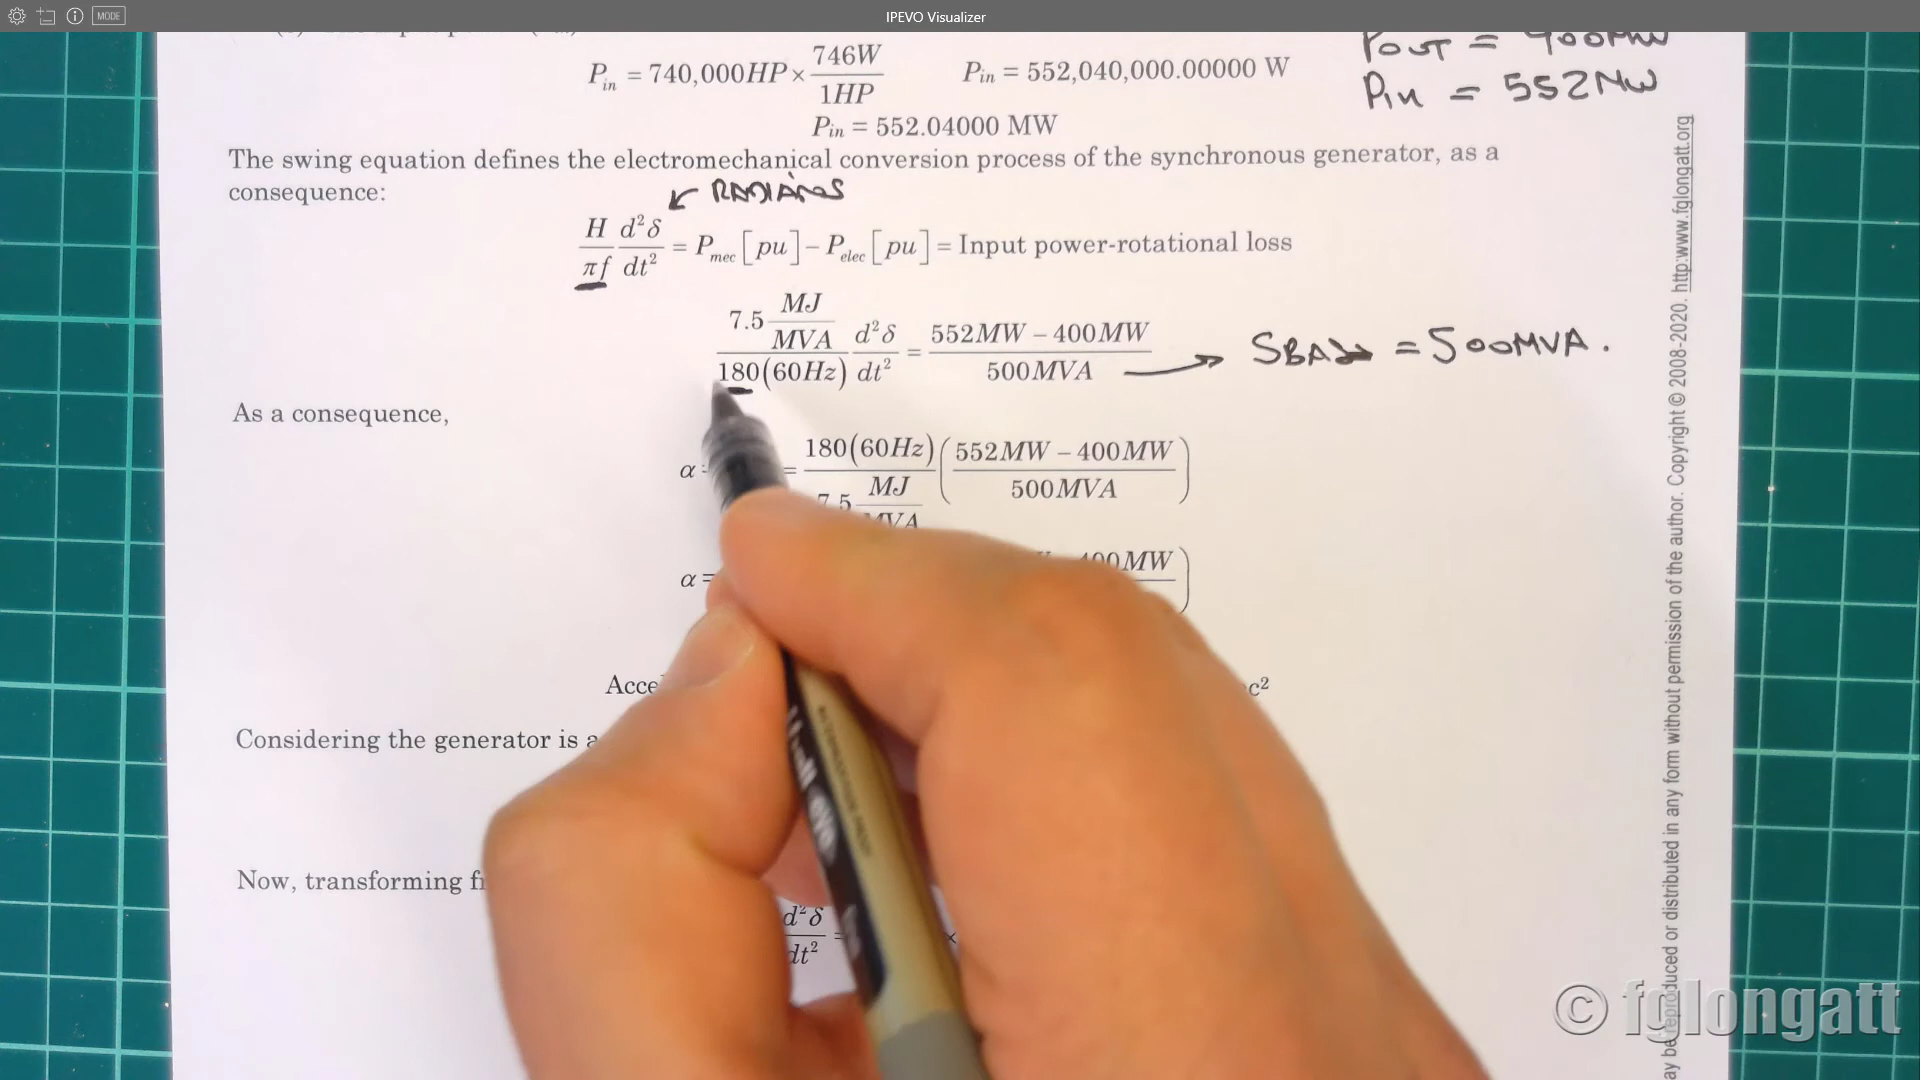 MODE
IPEVO Visualizer
POUT = 400MW
P_in = 740,000HP × 746W / 1HP
P_in = 552,040,000.00000 W
Pin = 552MW
P_in = 552.04000 MW
The swing equation defines the electromechanical conversion process of the synchronous generator, as a
consequence:
RADIANS
H/πf d²δ/dt² = P_mec [pu] − P_elec [pu] = Input power-rotational loss
7.5 MJ/MVA / 180(60Hz) d²δ/dt² = 552MW − 400MW / 500MVA
SBASE = 500MVA.
As a consequence,
α = 180(60Hz) / 7.5 MJ/MVA (552MW − 400MW / 500MVA)
α = 400MW
Considering the generator is
Now, transforming
d²δ/dt² = ×
http:www.fglongatt.org
be reproduced or distributed in any form without permission of the author. Copyright © 2008-2020.
© fglongatt